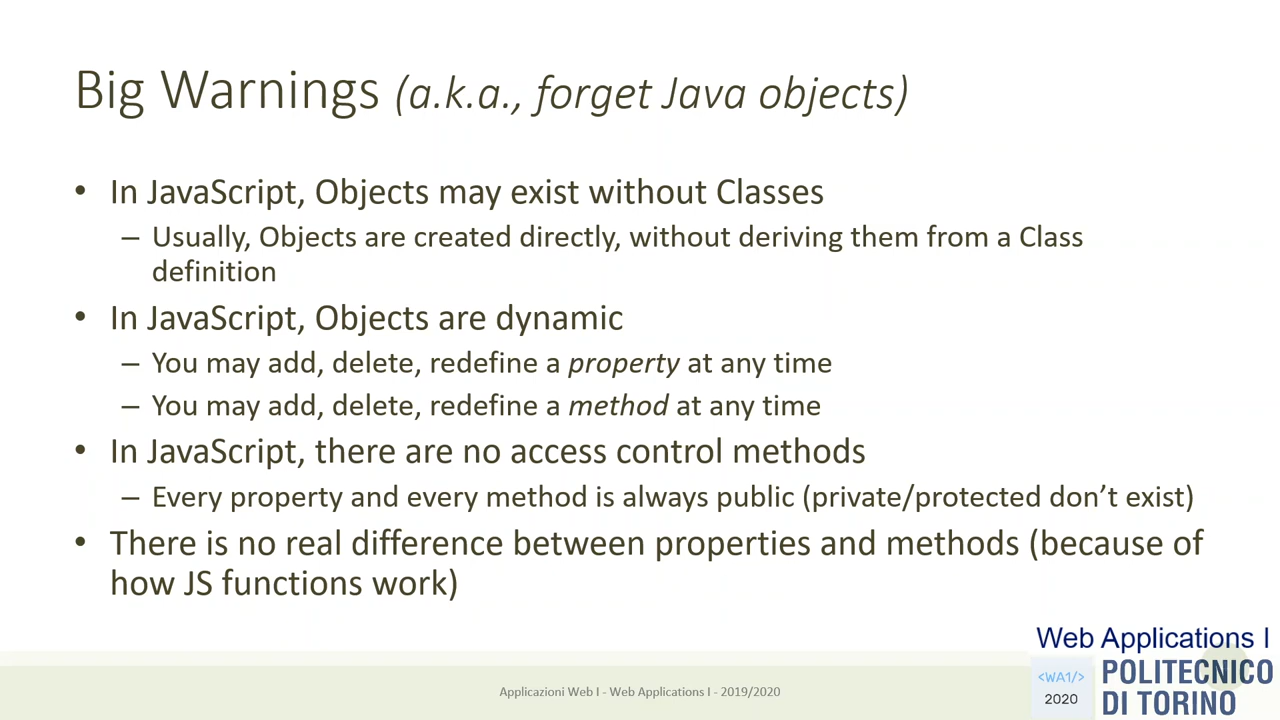 Big Warnings (a.k.a., forget Java objects)
• In JavaScript, Objects may exist without Classes
– Usually, Objects are created directly, without deriving them from a Class
definition
• In JavaScript, Objects are dynamic
– You may add, delete, redefine a property at any time
– You may add, delete, redefine a method at any time
• In JavaScript, there are no access control methods
– Every property and every method is always public (private/protected don’t exist)
• There is no real difference between properties and methods (because of
how JS functions work)
Applicazioni Web I - Web Applications I - 2019/2020
Web Applications I
<WA1/>
2020
POLITECNICO
DI TORINO